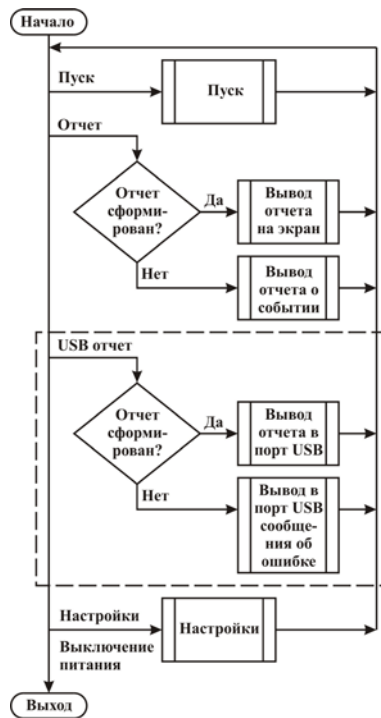 Начало
Пуск
Пуск
Отчет
Отчет
сформи-
рован?
Да
Вывод
отчета
на экран
Нет
Вывод
отчета о
событии
USB отчет
Отчет
сформи-
рован?
Да
Вывод
отчета в
порт USB
Нет
Вывод в
порт USB
сообще-
ния об
ошибке
Настройки
Настройки
Выключение
питания
Выход